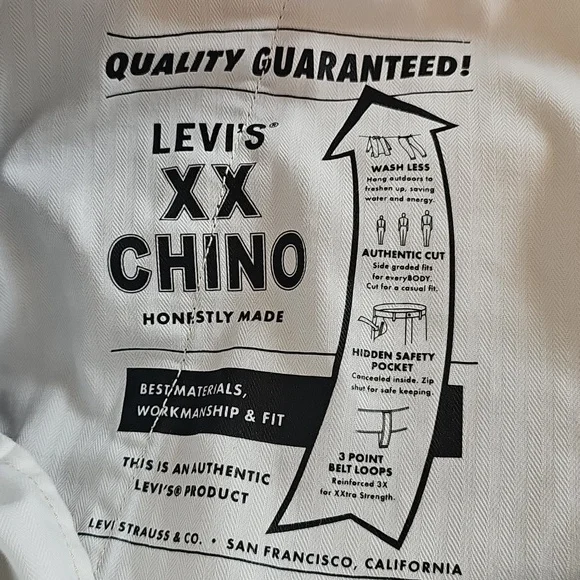 QUALITY GUARANTEED!
LEVI'S®
XX
CHINO
HONESTLY MADE
BEST MATERIALS,
WORKMANSHIP & FIT
THIS IS AN AUTHENTIC
LEVI'S® PRODUCT
WASH LESS
Hang outdoors to
freshen up, saving
water and energy.
AUTHENTIC CUT
Side graded fits
for everyBODY.
Cut for a casual fit.
HIDDEN SAFETY
POCKET
Concealed inside. Zip
shut for safe keeping.
3 POINT
BELT LOOPS
Reinforced 3X
for XXtra Strength.
LEVI STRAUSS & CO. • SAN FRANCISCO, CALIFORNIA